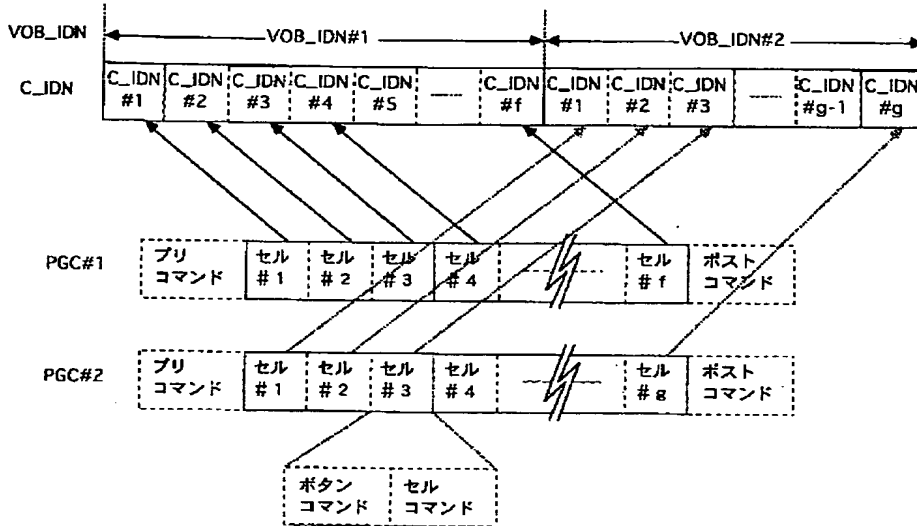 VOB_IDN
VOB_IDN#1
VOB_IDN#2
C_IDN
C_IDN #1
C_IDN #2
C_IDN #3
C_IDN #4
C_IDN #5
C_IDN #f
C_IDN #1
C_IDN #2
C_IDN #3
C_IDN #g-1
C_IDN #g
PGC#1
プリ
コマンド
セル #1
セル #2
セル #3
セル #4
セル #f
ポスト
コマンド
PGC#2
プリ
コマンド
セル #1
セル #2
セル #3
セル #4
セル #g
ポスト
コマンド
ボタン
コマンド
セル
コマンド